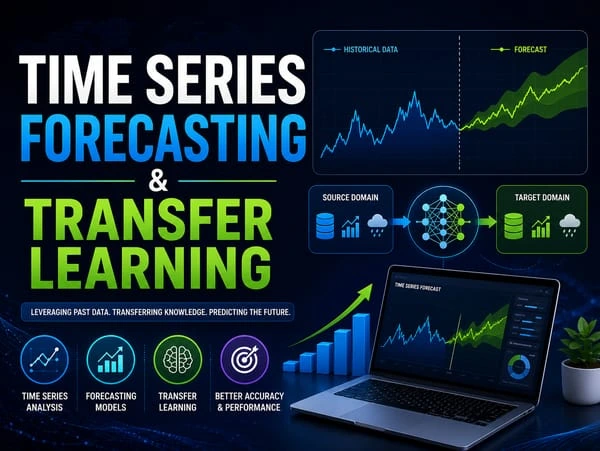 TIME SERIES
FORECASTING
&
TRANSFER
LEARNING
LEVERAGING PAST DATA. TRANSFERRING KNOWLEDGE. PREDICTING THE FUTURE.
TIME SERIES
ANALYSIS
FORECASTING
MODELS
TRANSFER
LEARNING
BETTER ACCURACY
& PERFORMANCE
HISTORICAL DATA
FORECAST
SOURCE DOMAIN
TARGET DOMAIN
TIME SERIES FORECAST